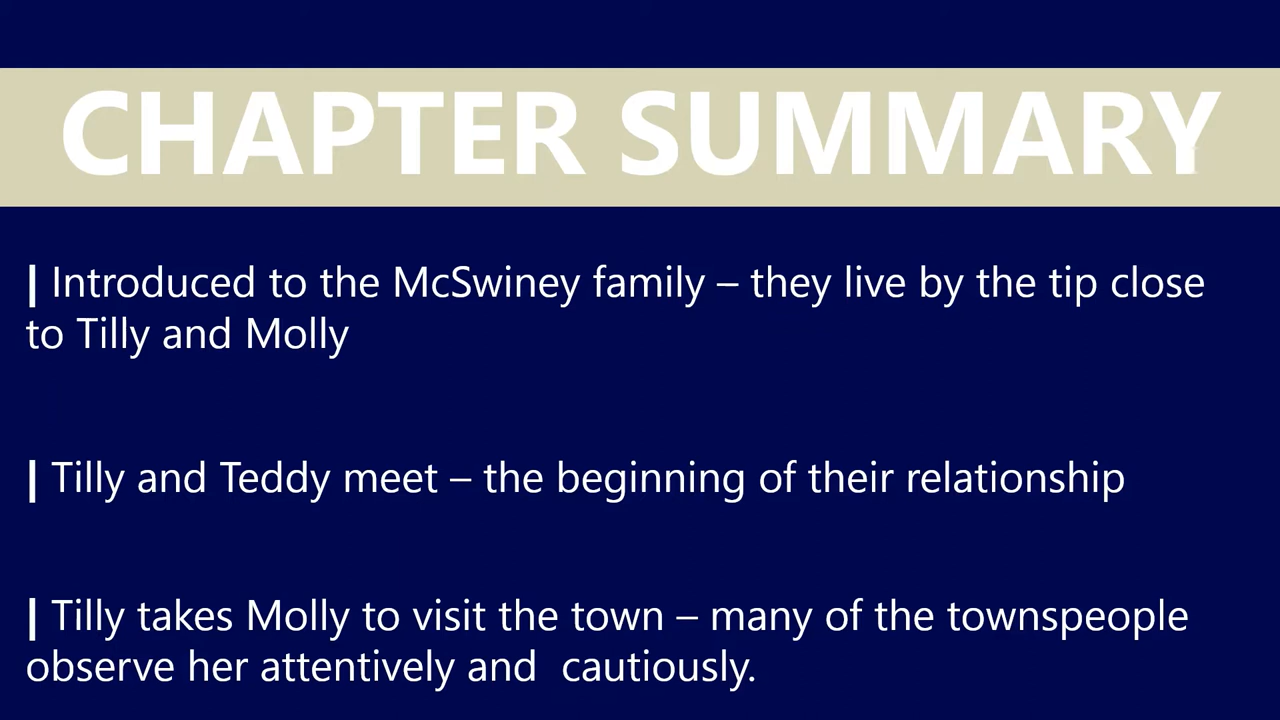 CHAPTER SUMMARY
| Introduced to the McSwiney family – they live by the tip close
to Tilly and Molly
| Tilly and Teddy meet – the beginning of their relationship
| Tilly takes Molly to visit the town – many of the townspeople
observe her attentively and  cautiously.